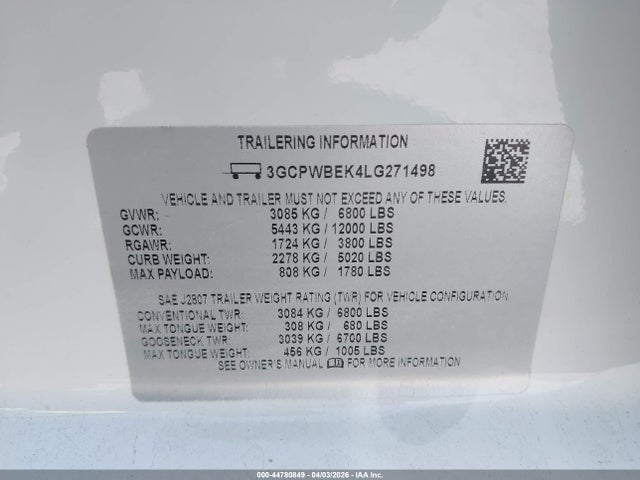 TRAILERING INFORMATION
3GCPWBEK4LG271498
VEHICLE AND TRAILER MUST NOT EXCEED ANY OF THESE VALUES.
GVWR: 3085 KG / 6800 LBS
GCWR: 5443 KG / 12000 LBS
RGAWR: 1724 KG / 3800 LBS
CURB WEIGHT: 2278 KG / 5020 LBS
MAX PAYLOAD: 808 KG / 1780 LBS
SAE J2807 TRAILER WEIGHT RATING (TWR) FOR VEHICLE CONFIGURATION
CONVENTIONAL TWR: 3084 KG / 6800 LBS
MAX TONGUE WEIGHT: 308 KG / 680 LBS
GOOSENECK TWR: 3039 KG / 6700 LBS
MAX TONGUE WEIGHT: 456 KG / 1005 LBS
SEE OWNER'S MANUAL FOR MORE INFORMATION
000-44780849 - 04/03/2026 - IAA Inc.